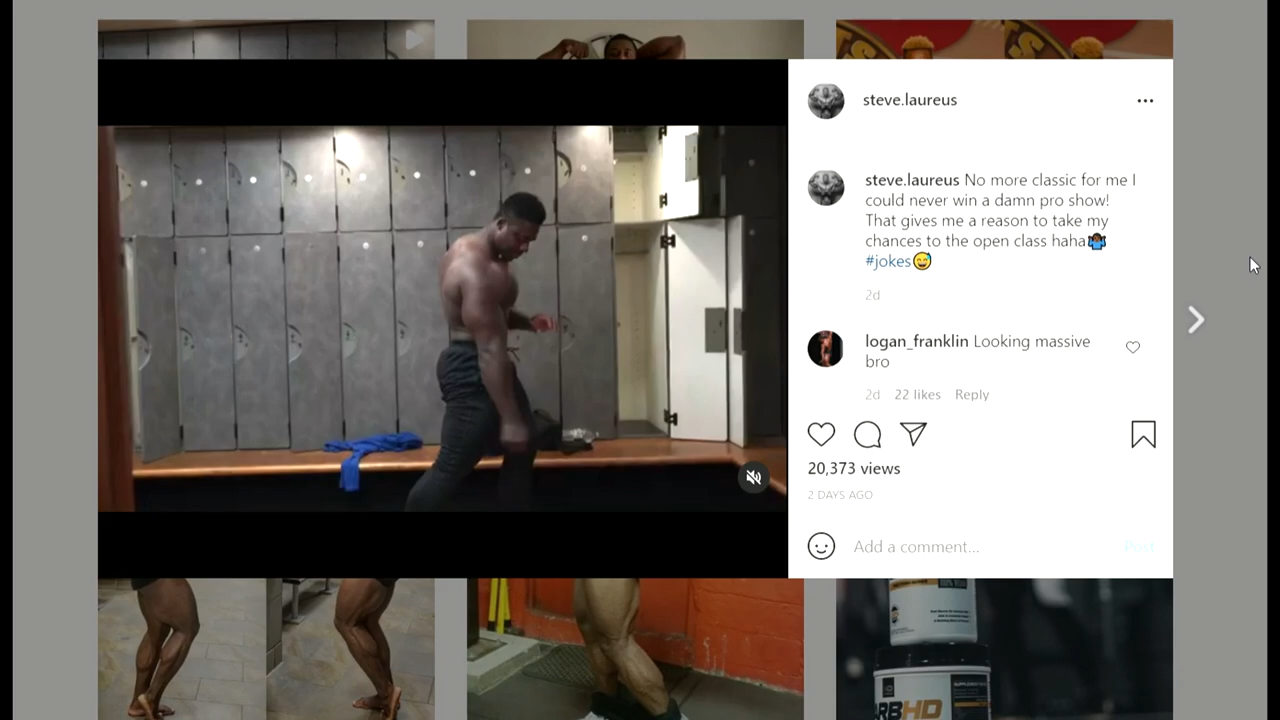 steve.laureus
steve.laureus No more classic for me I
could never win a damn pro show!
That gives me a reason to take my
chances to the open class haha🤷🏿‍♂️
#jokes😅
2d
logan_franklin Looking massive
bro
2d 22 likes Reply
20,373 views
2 DAYS AGO
Add a comment... Post
RBHD